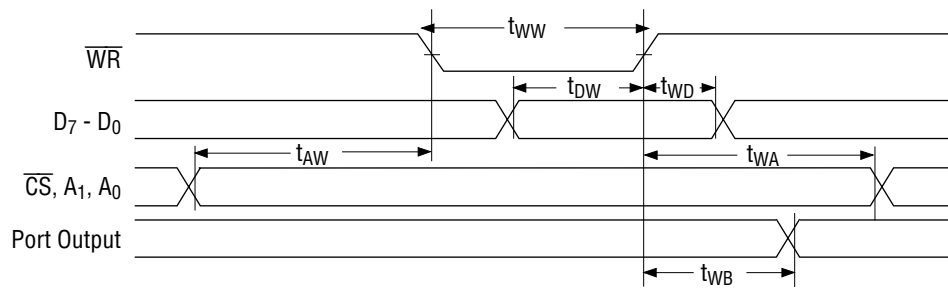 tWW
WR
tDW
tWD
D7 - D0
tAW
tWA
CS, A1, A0
Port Output
tWB